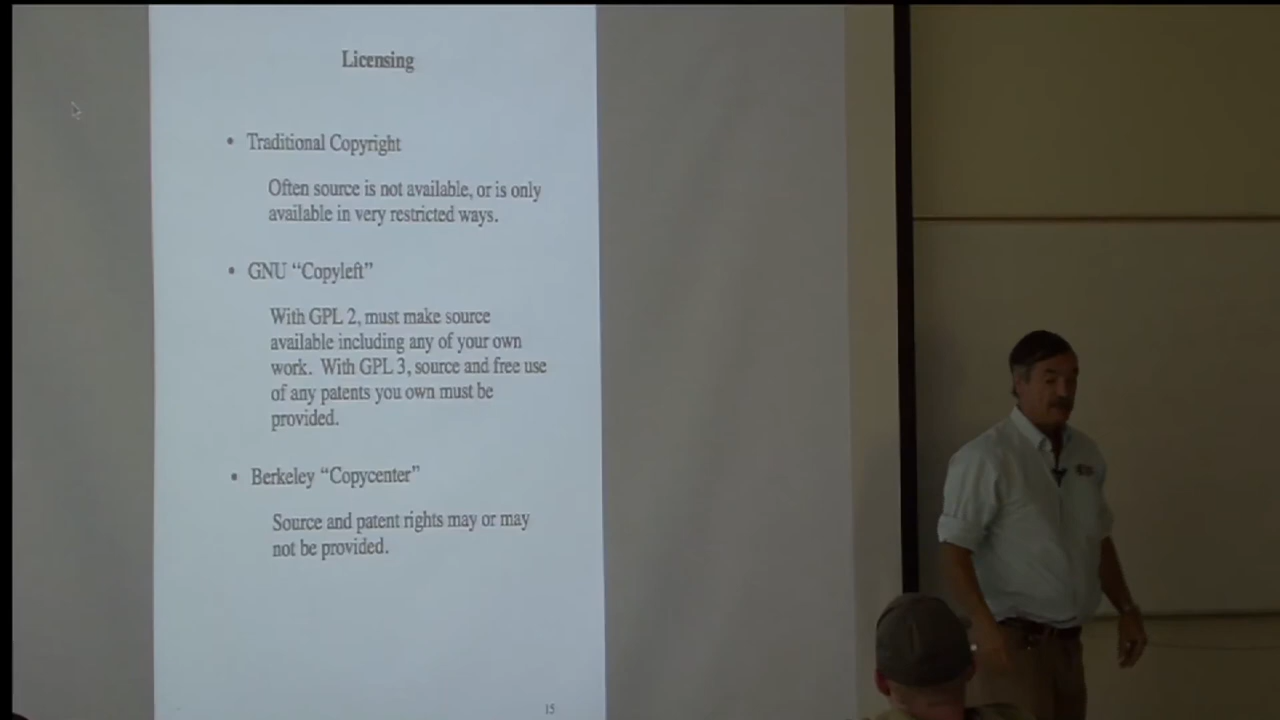 Licensing
• Traditional Copyright
Often source is not available, or is only
available in very restricted ways.
• GNU “Copyleft”
With GPL 2, must make source
available including any of your own
work. With GPL 3, source and free use
of any patents you own must be
provided.
• Berkeley “Copycenter”
Source and patent rights may or may
not be provided.
15